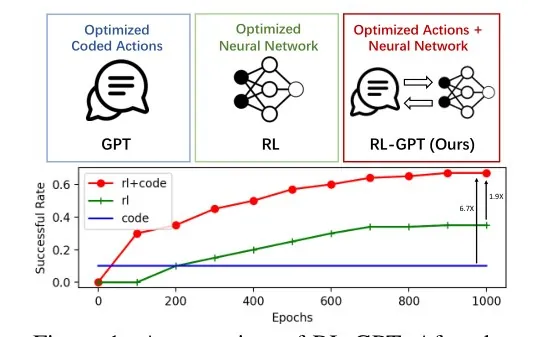 Optimized
Coded Actions
GPT
Optimized
Neural Network
RL
Optimized Actions +
Neural Network
RL-GPT (Ours)
Successful Rate
0.6
0.4
0.2
0.0
rl+code
rl
code
6.7X
1.9X
0
200
400
600
800
1000
Epochs